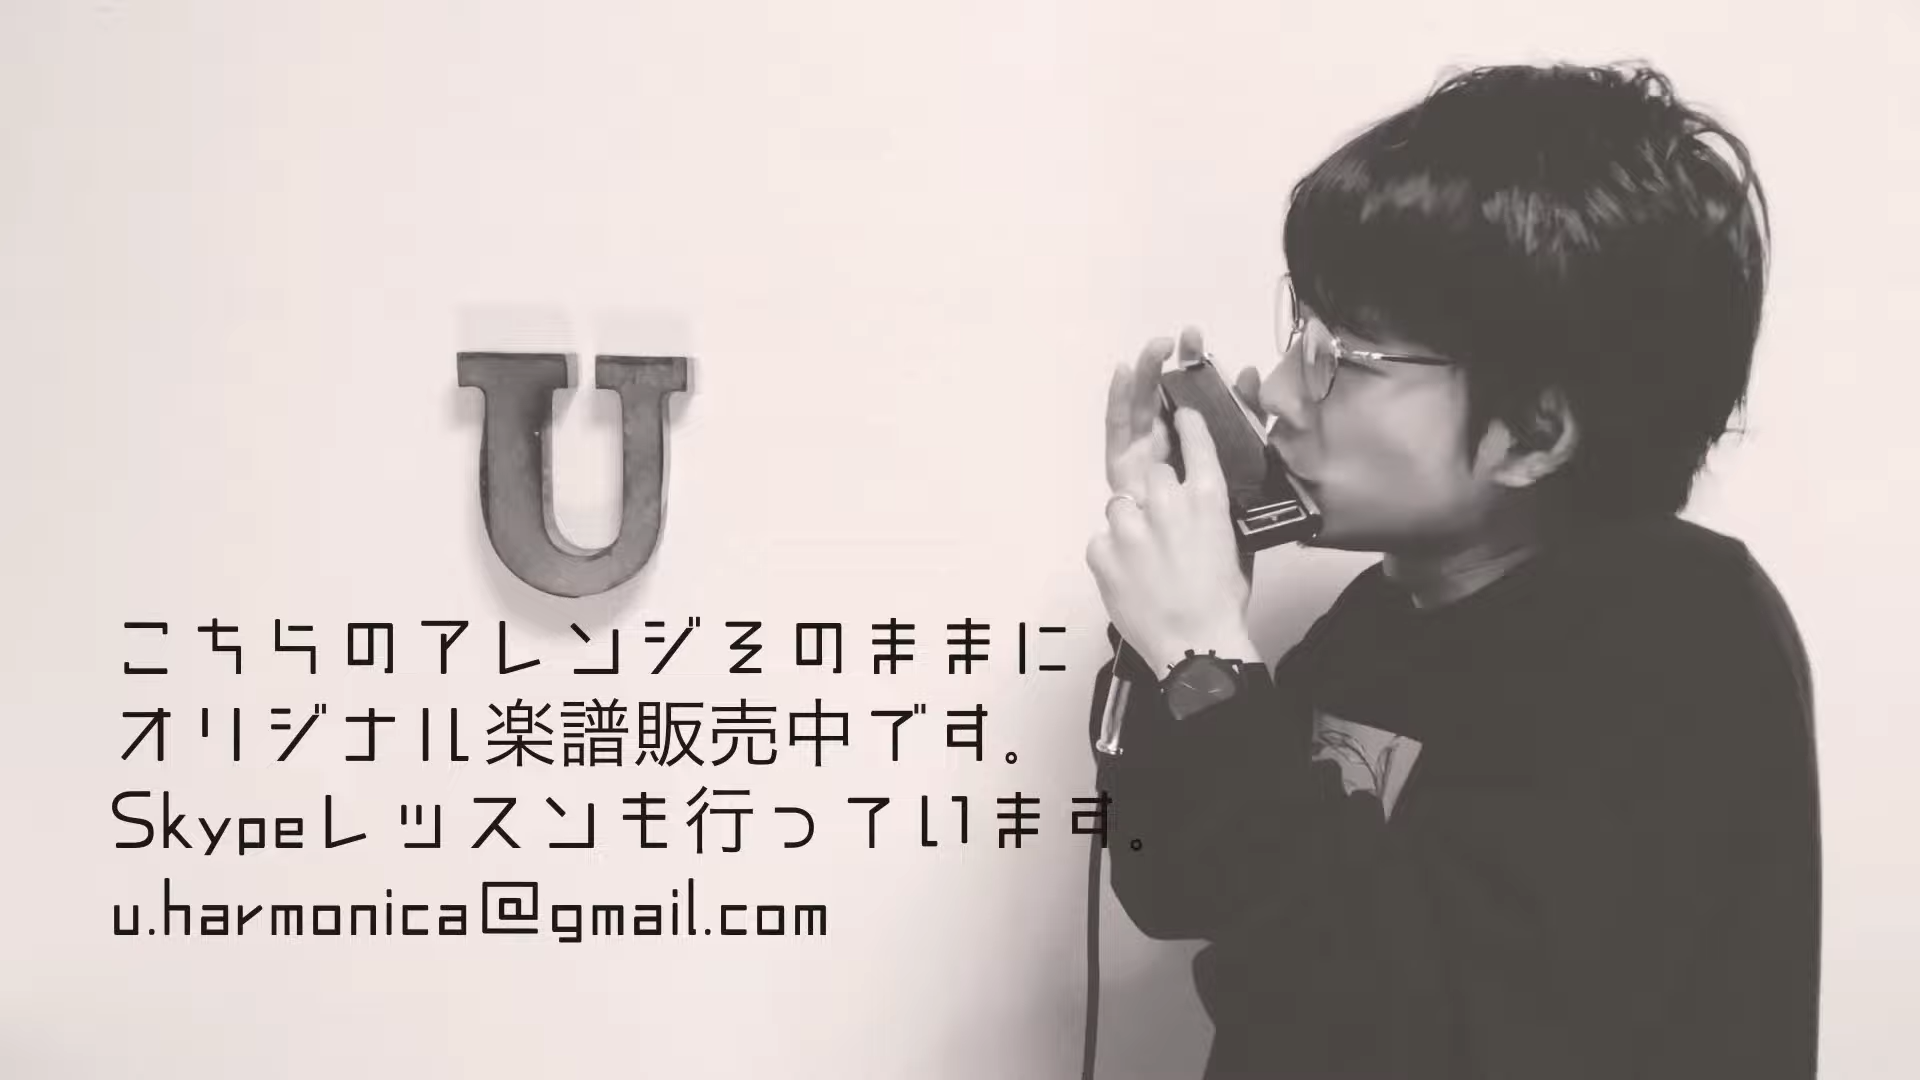 U
こちらのアレンジそのままに
オリジナル楽譜販売中です。
Skypeレッスンも行っています。
u.harmonica@gmail.com